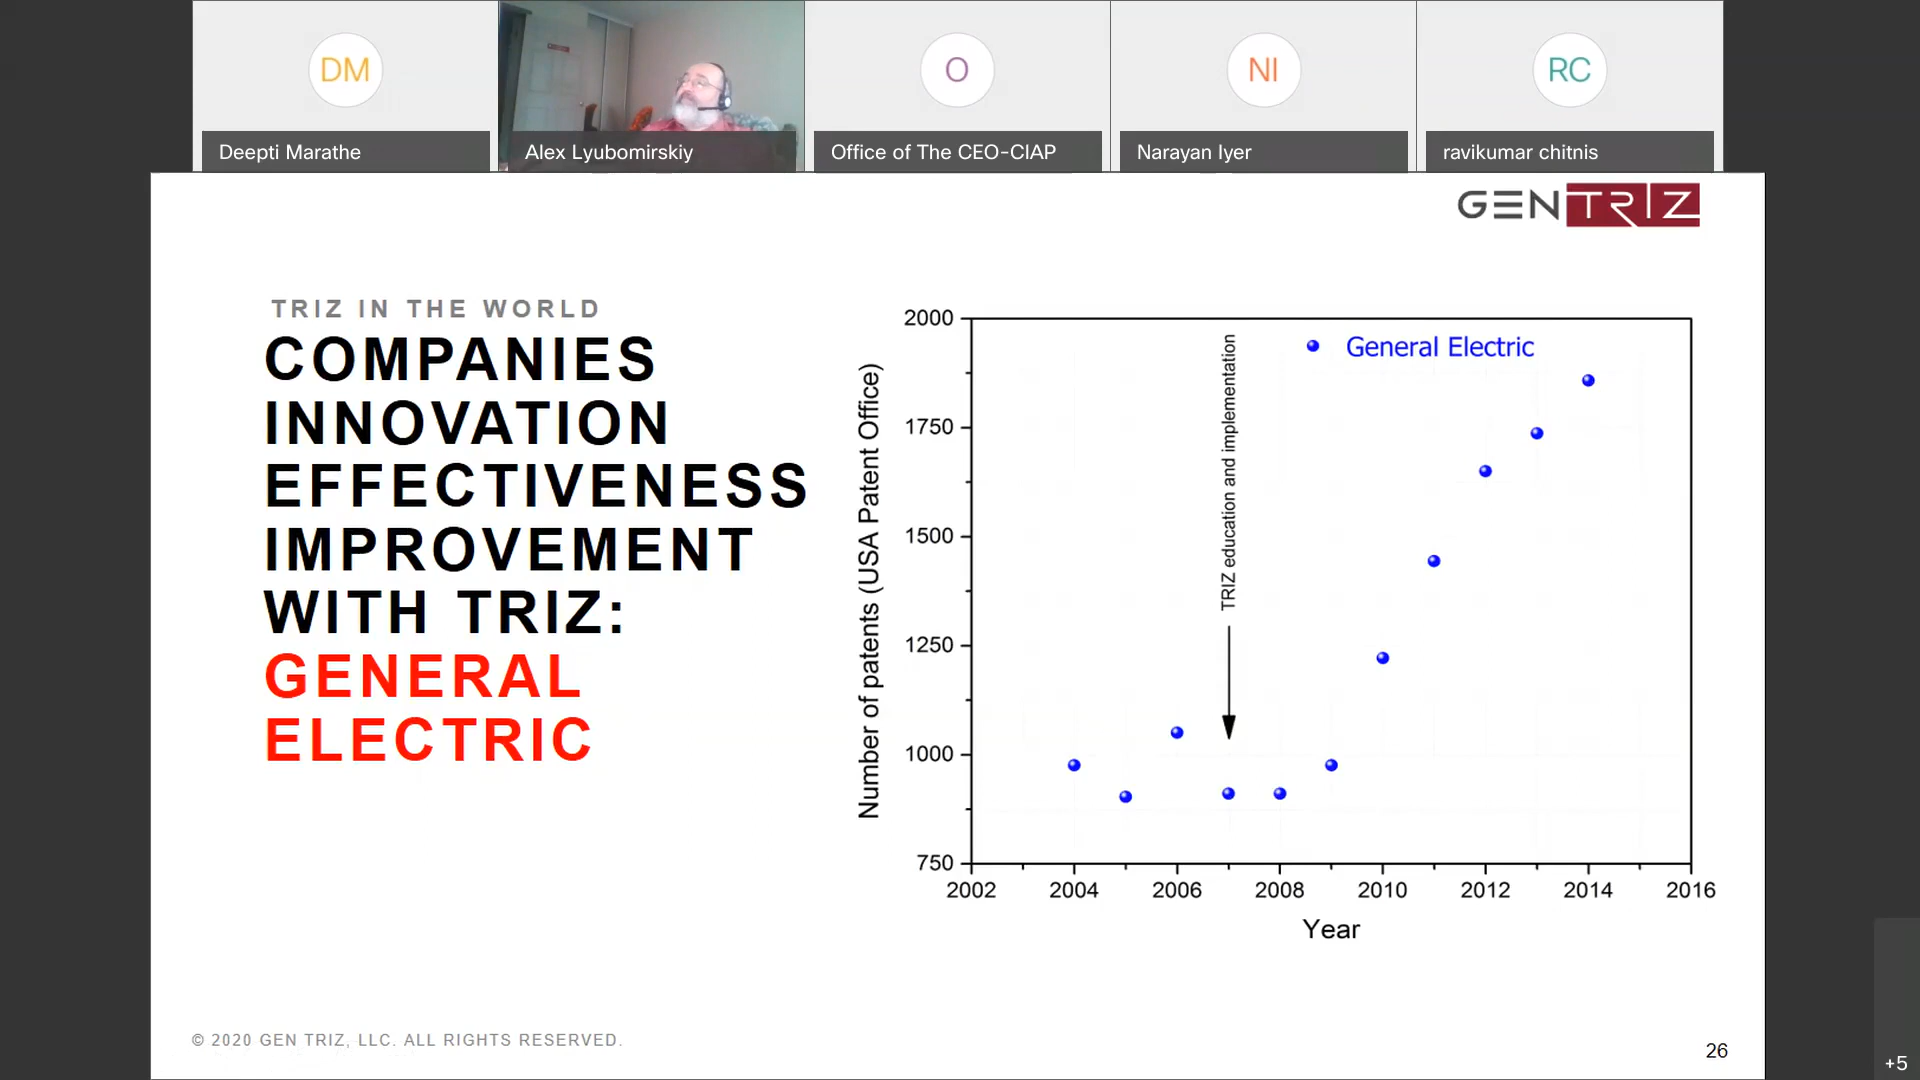 DM
O
NI
RC
Deepti Marathe
Alex Lyubomirskiy
Office of The CEO-CIAP
Narayan Iyer
ravikumar chitnis
GENTRIZ
TRIZ IN THE WORLD
COMPANIES
INNOVATION
EFFECTIVENESS
IMPROVEMENT
WITH TRIZ:
GENERAL
ELECTRIC
Number of patents (USA Patent Office)
2000
1750
1500
1250
1000
750
TRIZ education and implementation
General Electric
2002 2004 2006 2008 2010 2012 2014 2016
Year
© 2020 GEN TRIZ, LLC. ALL RIGHTS RESERVED.
26
+5